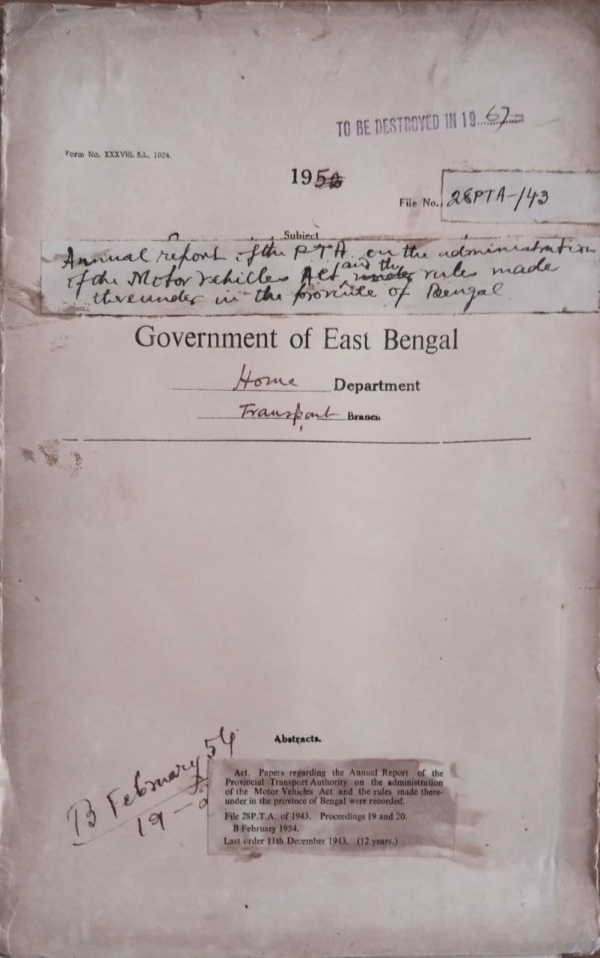 TO BE DESTROYED IN 1967
Form No. XXXVIII. S.L., 1924.
1950
File No. 28PTA-/43
Subject
Annual report of the P.T.A. on the administration
of the Motor Vehicles Act and the under rules made
thereunder in the province of Bengal
Government of East Bengal
Home Department
Transport Branch
Abstracts.
B February 54
19-
Act. Papers regarding the Annual Report of the
Provincial Transport Authority on the administration
of the Motor Vehicles Act and the rules made there-
under in the province of Bengal were recorded.
File 28P.T.A. of 1943. Proceedings 19 and 20.
B February 1954.
Last order 11th December 1943. (12 years.)